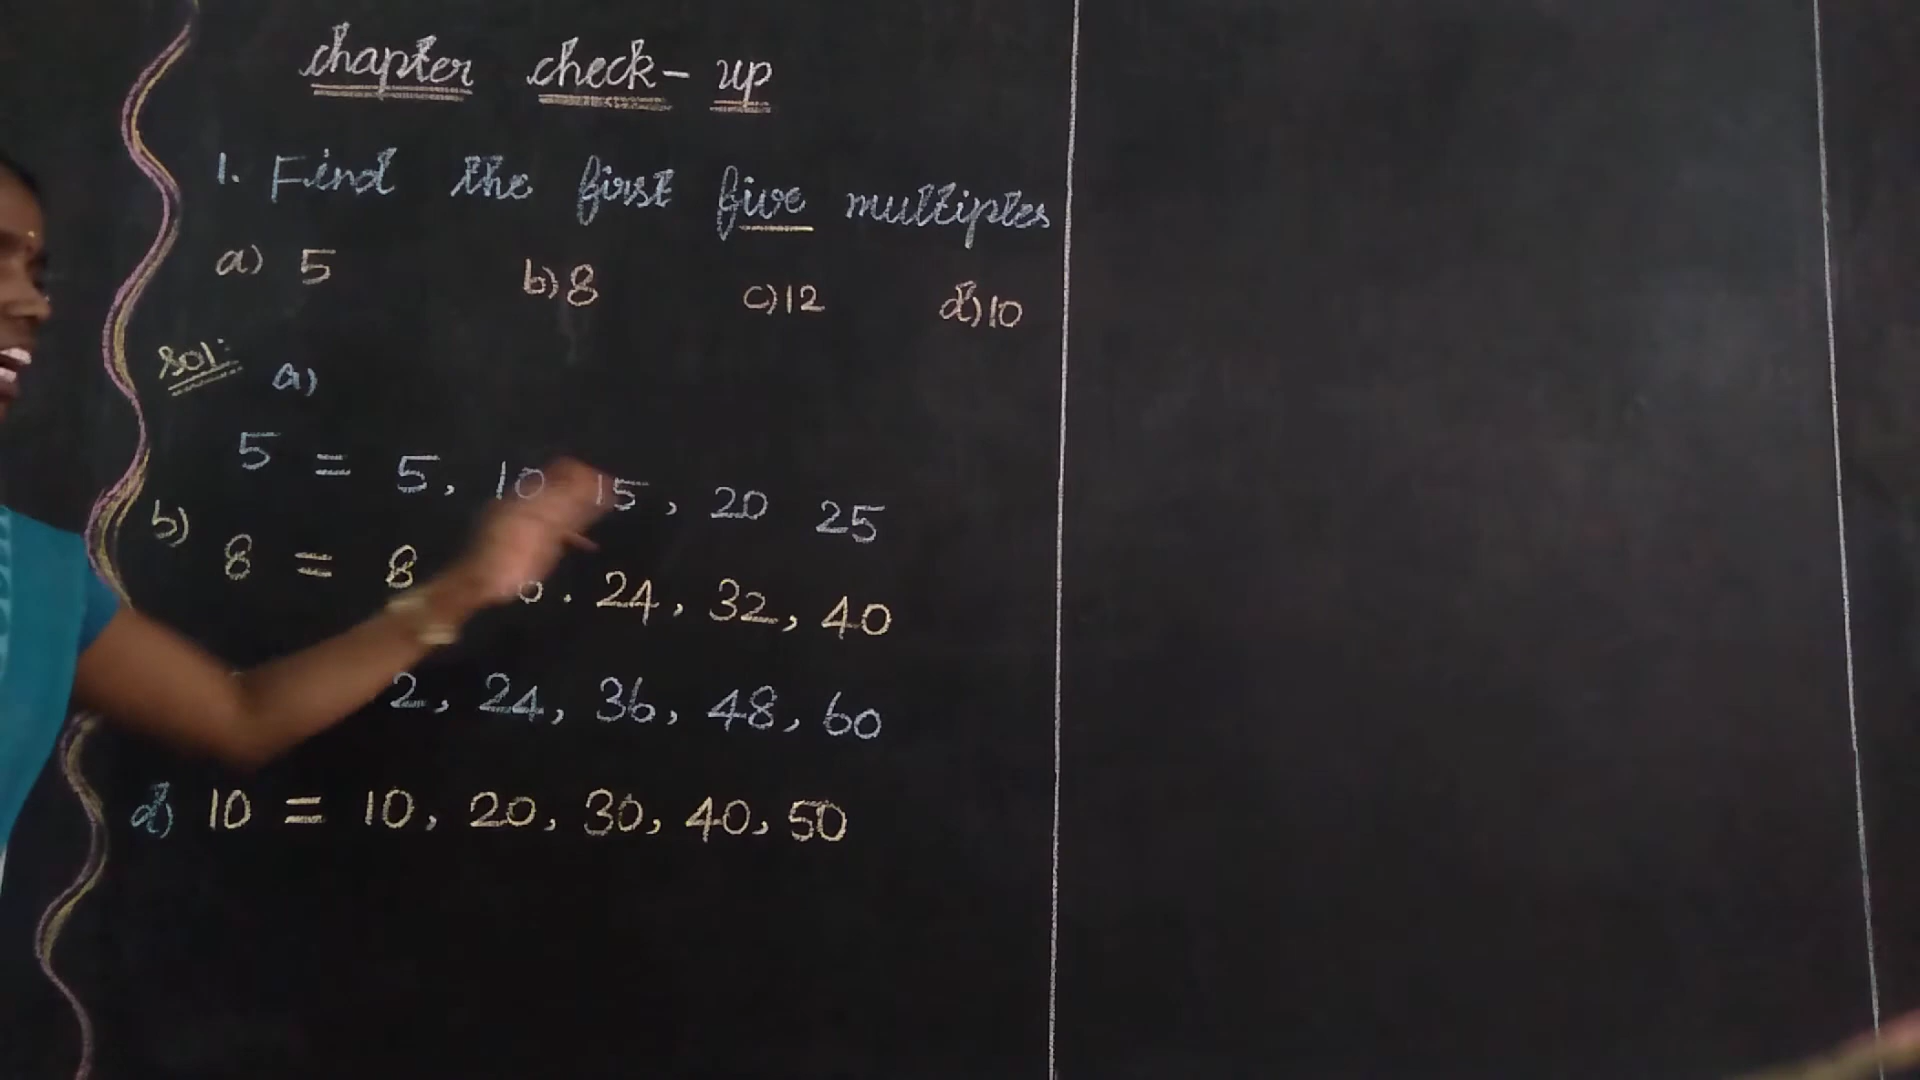 chapter check-up
1. Find the first five multiples
a) 5 b) 8 c) 12 d) 10
Sol: a)
5 = 5, 10 15, 20 25
b) 8 = 8 24, 32, 40
24, 36, 48, 60
d) 10 = 10, 20, 30, 40, 50